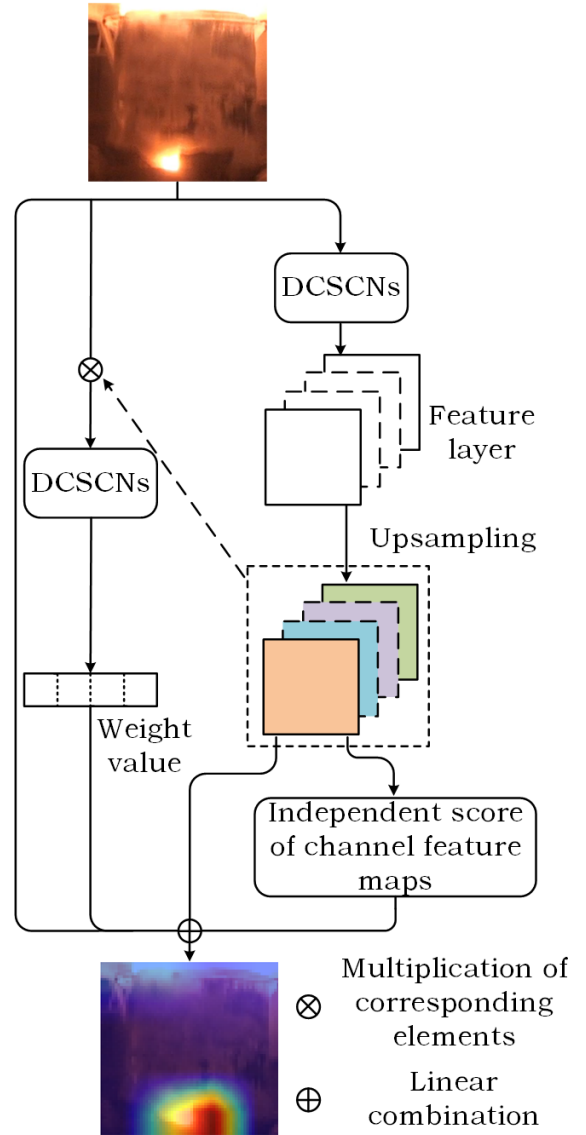 DCSCNs
Feature
layer
DCSCNs
Upsampling
Weight
value
Independent score
of channel feature
maps
Multiplication of
corresponding
elements
Linear
combination